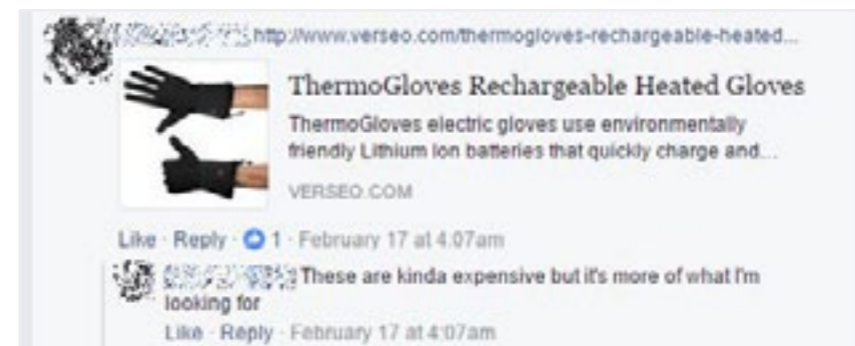 http://www.verseo.com/thermogloves-rechargeable-heated...
ThermoGloves Rechargeable Heated Gloves
ThermoGloves electric gloves use environmentally
friendly Lithium Ion batteries that quickly charge and...
VERSEO.COM
Like · Reply · 1 · February 17 at 4:07am
These are kinda expensive but it's more of what I'm
looking for
Like · Reply · February 17 at 4:07am